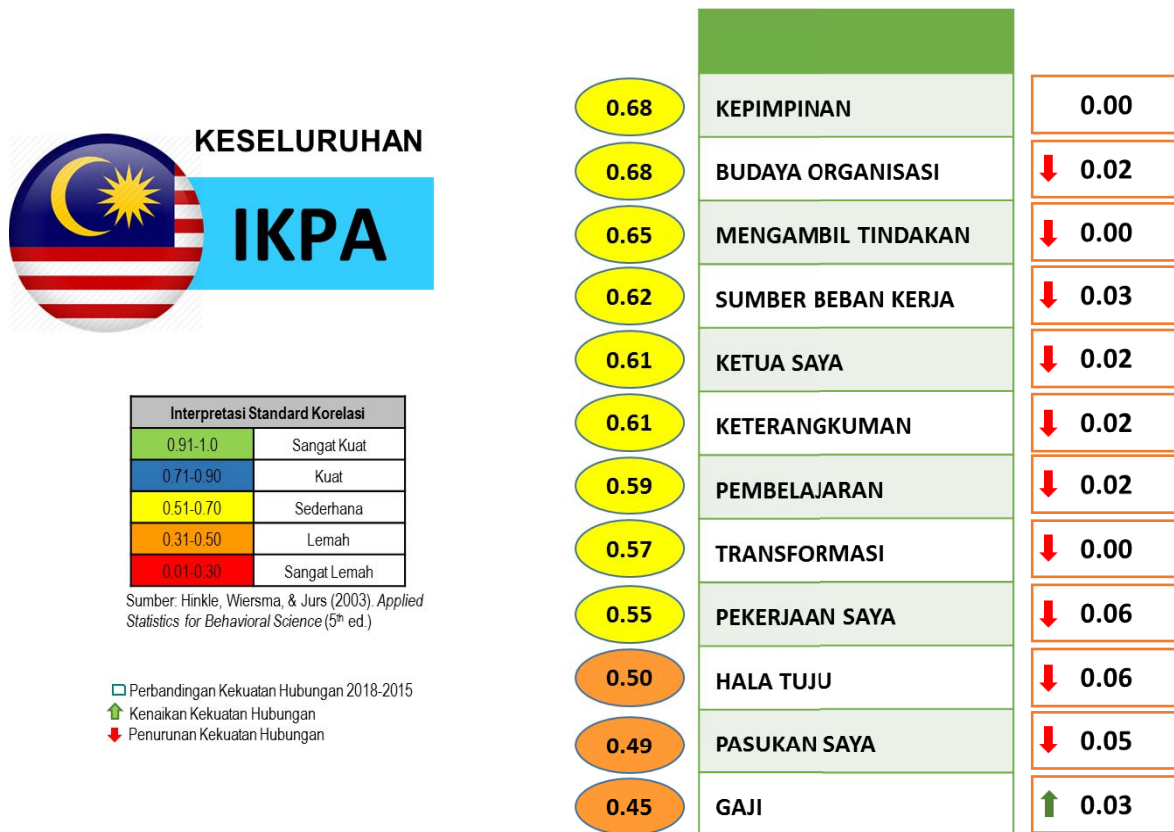 KESELURUHAN
IKPA
Interpretasi Standard Korelasi
0.91-1.0 Sangat Kuat
0.71-0.90 Kuat
0.51-0.70 Sederhana
0.31-0.50 Lemah
0.01-0.30 Sangat Lemah
Sumber: Hinkle, Wiersma, & Jurs (2003). Applied
Statistics for Behavioral Science (5th ed.)
Perbandingan Kekuatan Hubungan 2018-2015
Kenaikan Kekuatan Hubungan
Penurunan Kekuatan Hubungan
0.68 KEPIMPINAN 0.00
0.68 BUDAYA ORGANISASI 0.02
0.65 MENGAMBIL TINDAKAN 0.00
0.62 SUMBER BEBAN KERJA 0.03
0.61 KETUA SAYA 0.02
0.61 KETERANGKUMAN 0.02
0.59 PEMBELAJARAN 0.02
0.57 TRANSFORMASI 0.00
0.55 PEKERJAAN SAYA 0.06
0.50 HALA TUJU 0.06
0.49 PASUKAN SAYA 0.05
0.45 GAJI 0.03